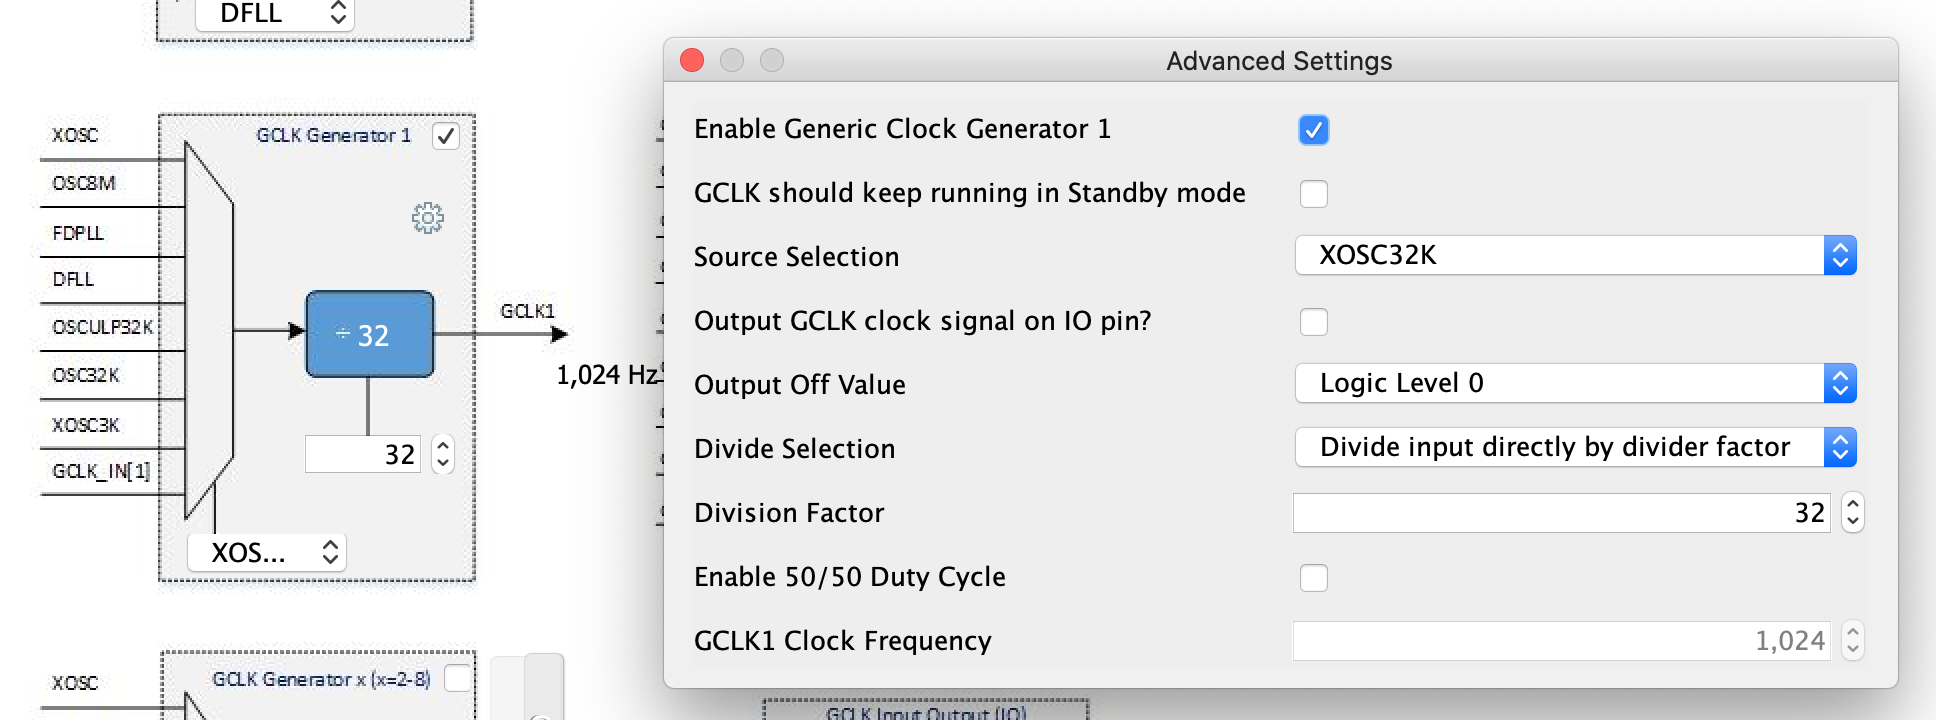 DFLL
XOSC
OSC8M
FDPLL
DFLL
OSCULP32K
OSC32K
XOSC3K
GCLK_IN[1]
GCLK Generator 1
÷ 32
32
XOS...
GCLK1
1,024 Hz
XOSC
GCLK Generator x (x=2-8)
Advanced Settings
Enable Generic Clock Generator 1
GCLK should keep running in Standby mode
Source Selection XOSC32K
Output GCLK clock signal on IO pin?
Output Off Value Logic Level 0
Divide Selection Divide input directly by divider factor
Division Factor 32
Enable 50/50 Duty Cycle
GCLK1 Clock Frequency 1,024
GCLK Input Output (IO)